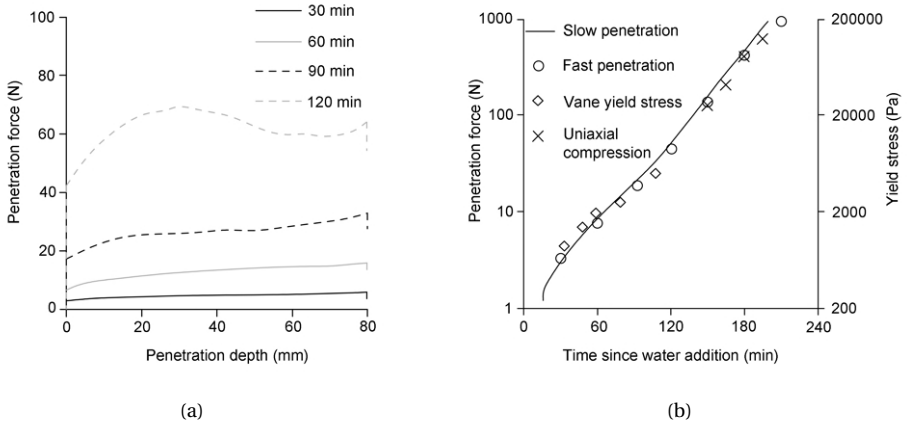 100
80
60
40
20
0
Penetration force (N)
0 20 40 60 80
Penetration depth (mm)
30 min
60 min
90 min
120 min
(a)
1000
100
10
1
Penetration force (N)
Slow penetration
Fast penetration
Vane yield stress
Uniaxial
compression
200000
20000
2000
200
Yield stress (Pa)
0 60 120 180 240
Time since water addition (min)
(b)